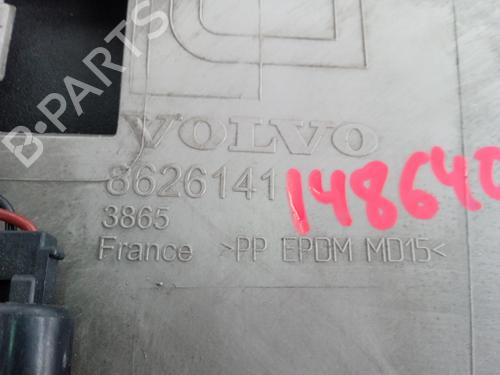 B-PARTS
VOLVO
8626141
148640
3865
France >PP EPDM MD15<